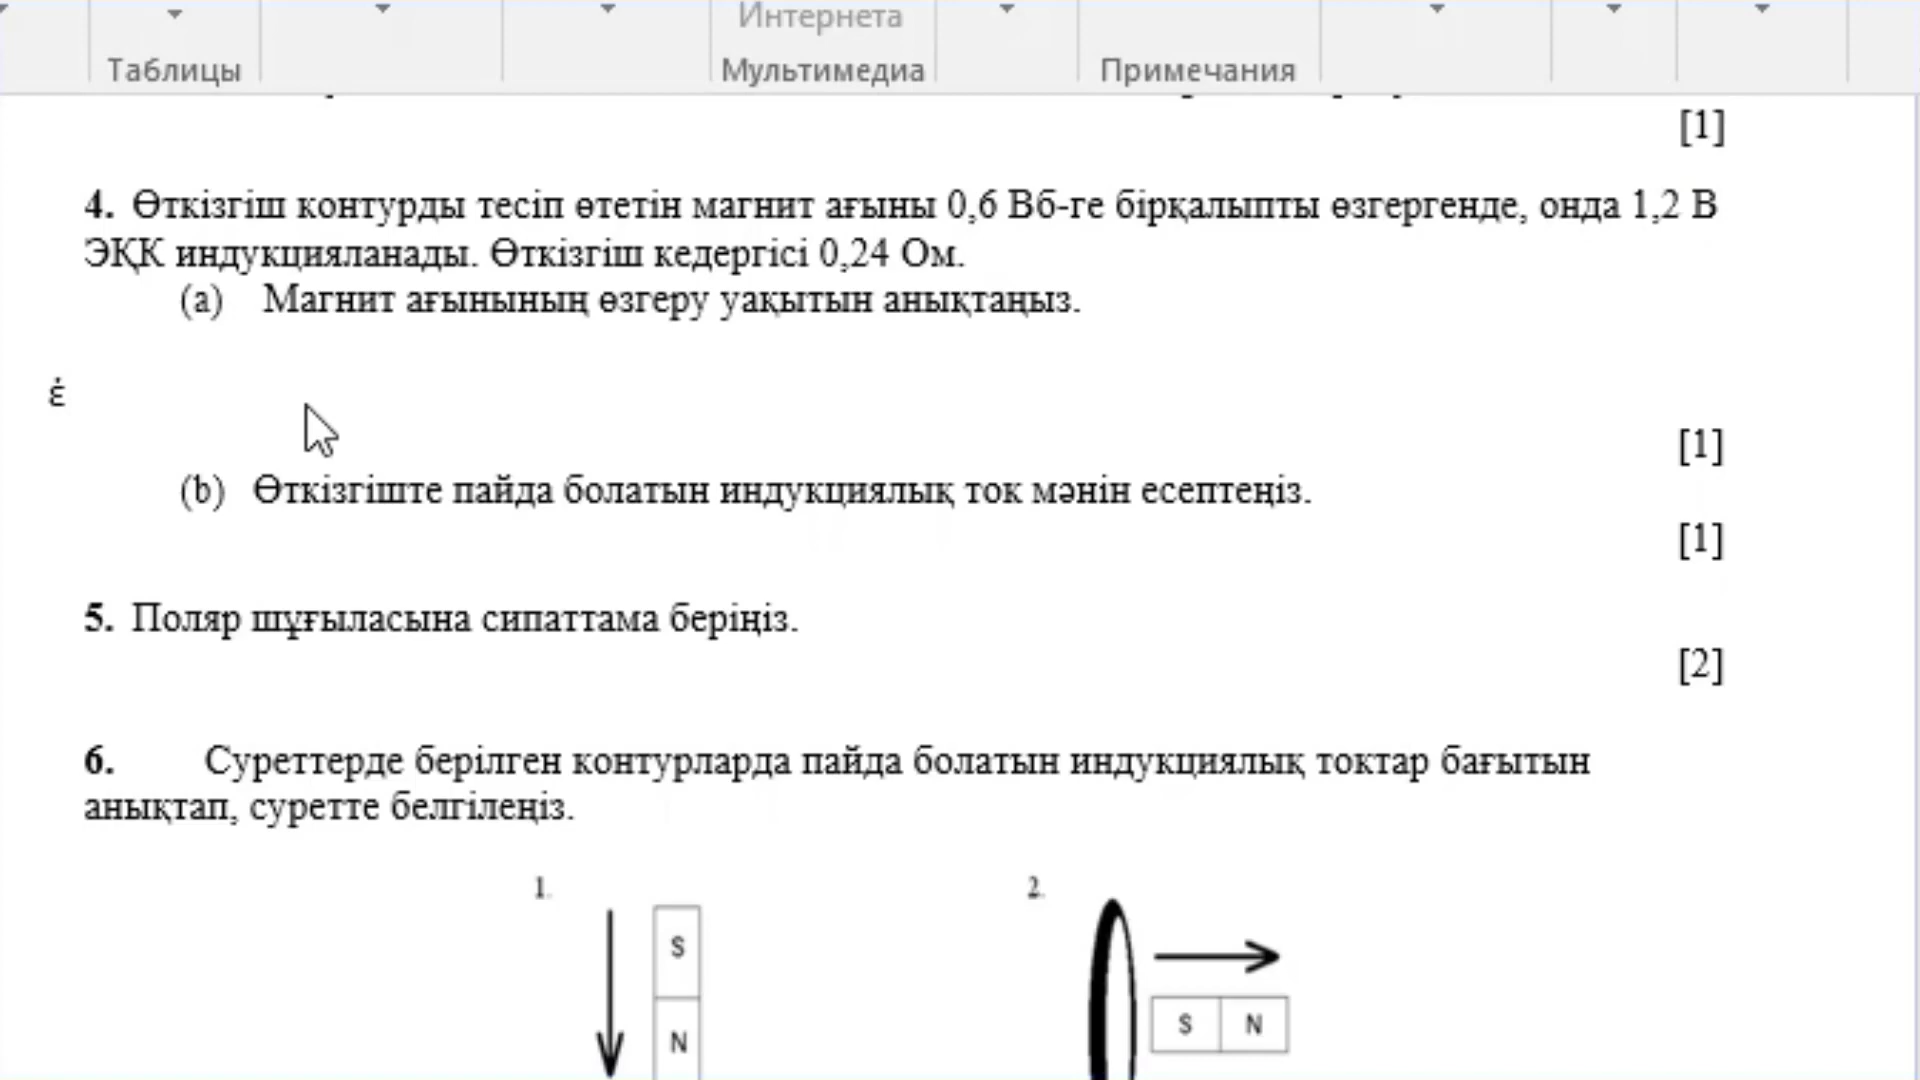 Интернета
Таблицы Мультимедиа Примечания
[1]
4. Өткізгіш контурды тесіп өтетін магнит ағыны 0,6 Вб-ге бірқалыпты өзгергенде, онда 1,2 В
ЭҚК индукцияланады. Өткізгіш кедергісі 0,24 Ом.
(a) Магнит ағынының өзгеру уақытын анықтаңыз.
έ
[1]
(b) Өткізгіште пайда болатын индукциялық ток мәнін есептеңіз.
[1]
5. Поляр шұғыласына сипаттама беріңіз.
[2]
6. Суреттерде берілген контурларда пайда болатын индукциялық токтар бағытын
анықтап, суретте белгілеңіз.
1. 2.
S
N
S N